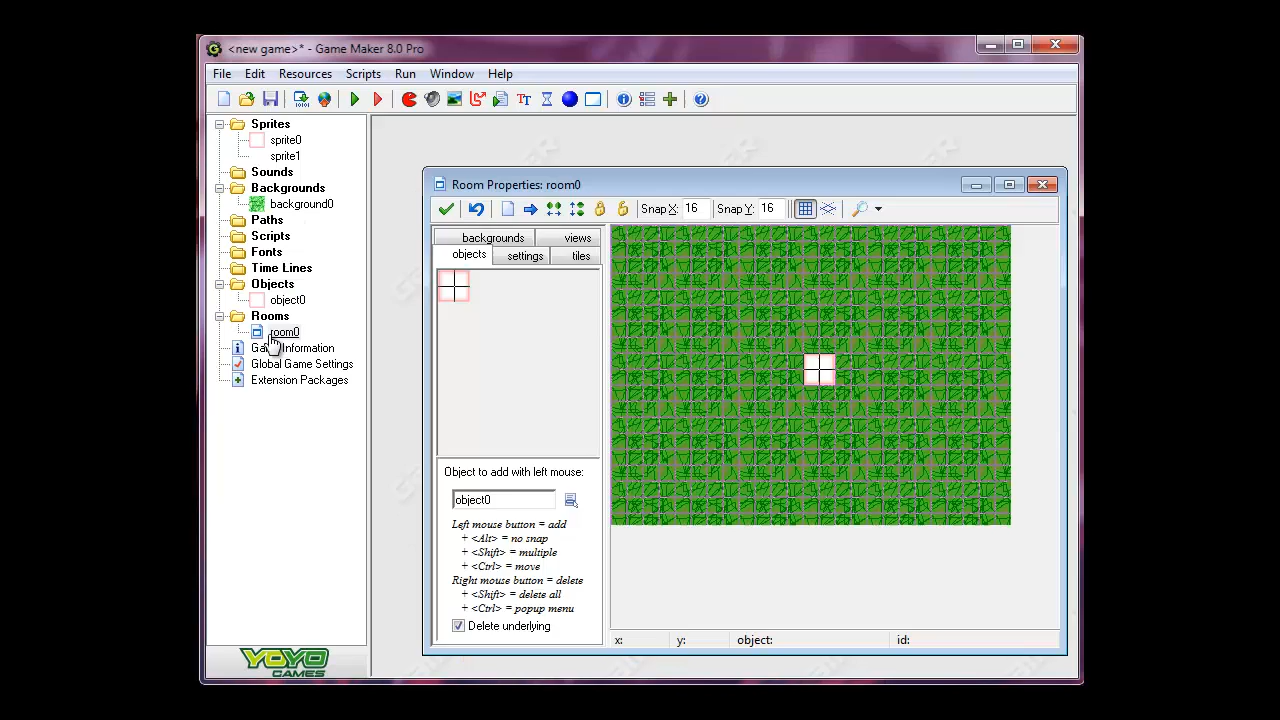 <new game>* - Game Maker 8.0 Pro
File Edit Resources Scripts Run Window Help
Sprites
sprite0
sprite1
Sounds
Backgrounds
background0
Paths
Scripts
Fonts
Time Lines
Objects
object0
Rooms
room0
Information
Global Game Settings
Extension Packages
YOYO
GAMES
Room Properties: room0
Snap X: 16 Snap Y: 16
backgrounds views
objects settings tiles
Object to add with left mouse:
object0
Left mouse button = add
+ <Alt> = no snap
+ <Shift> = multiple
+ <Ctrl> = move
Right mouse button = delete
+ <Shift> = delete all
+ <Ctrl> = popup menu
Delete underlying
x: y: object: id: